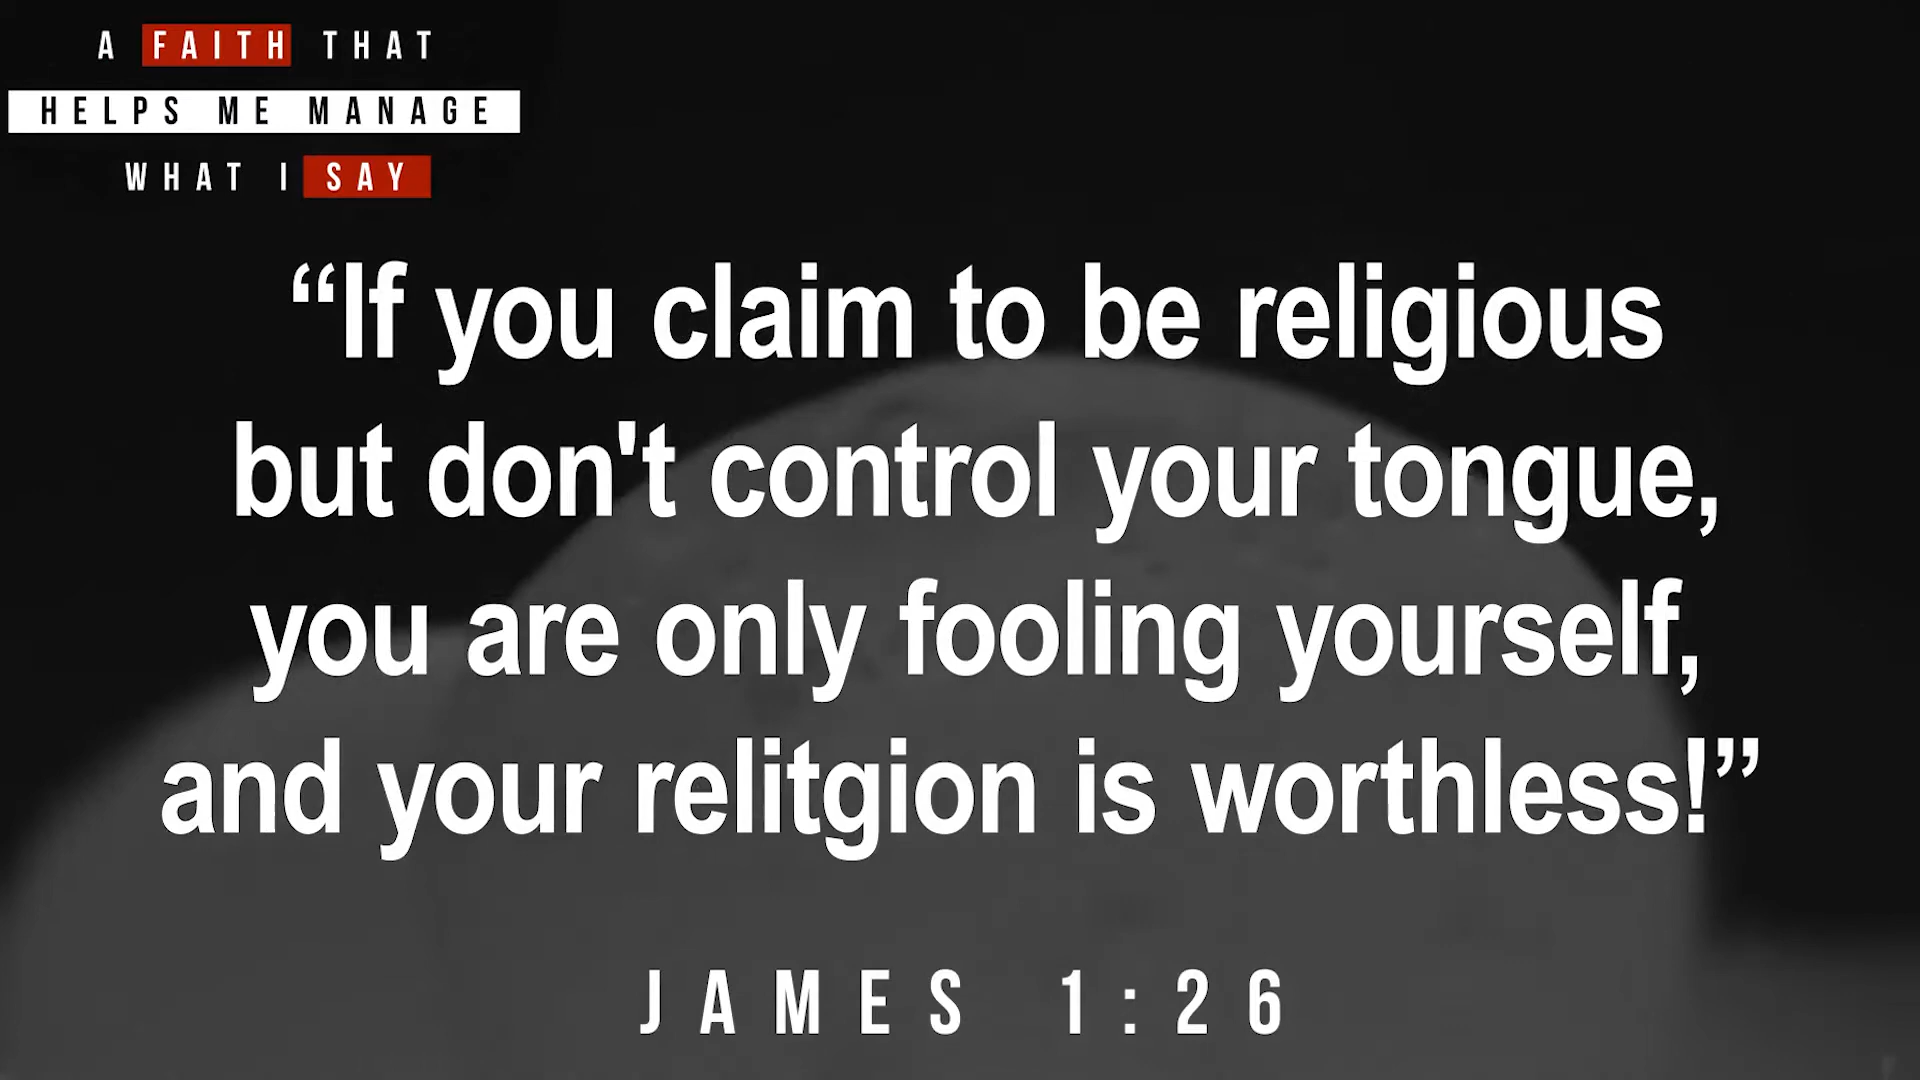 A FAITH THAT
HELPS ME MANAGE
WHAT I SAY
“If you claim to be religious
but don't control your tongue,
you are only fooling yourself,
and your relitgion is worthless!”
JAMES 1:26